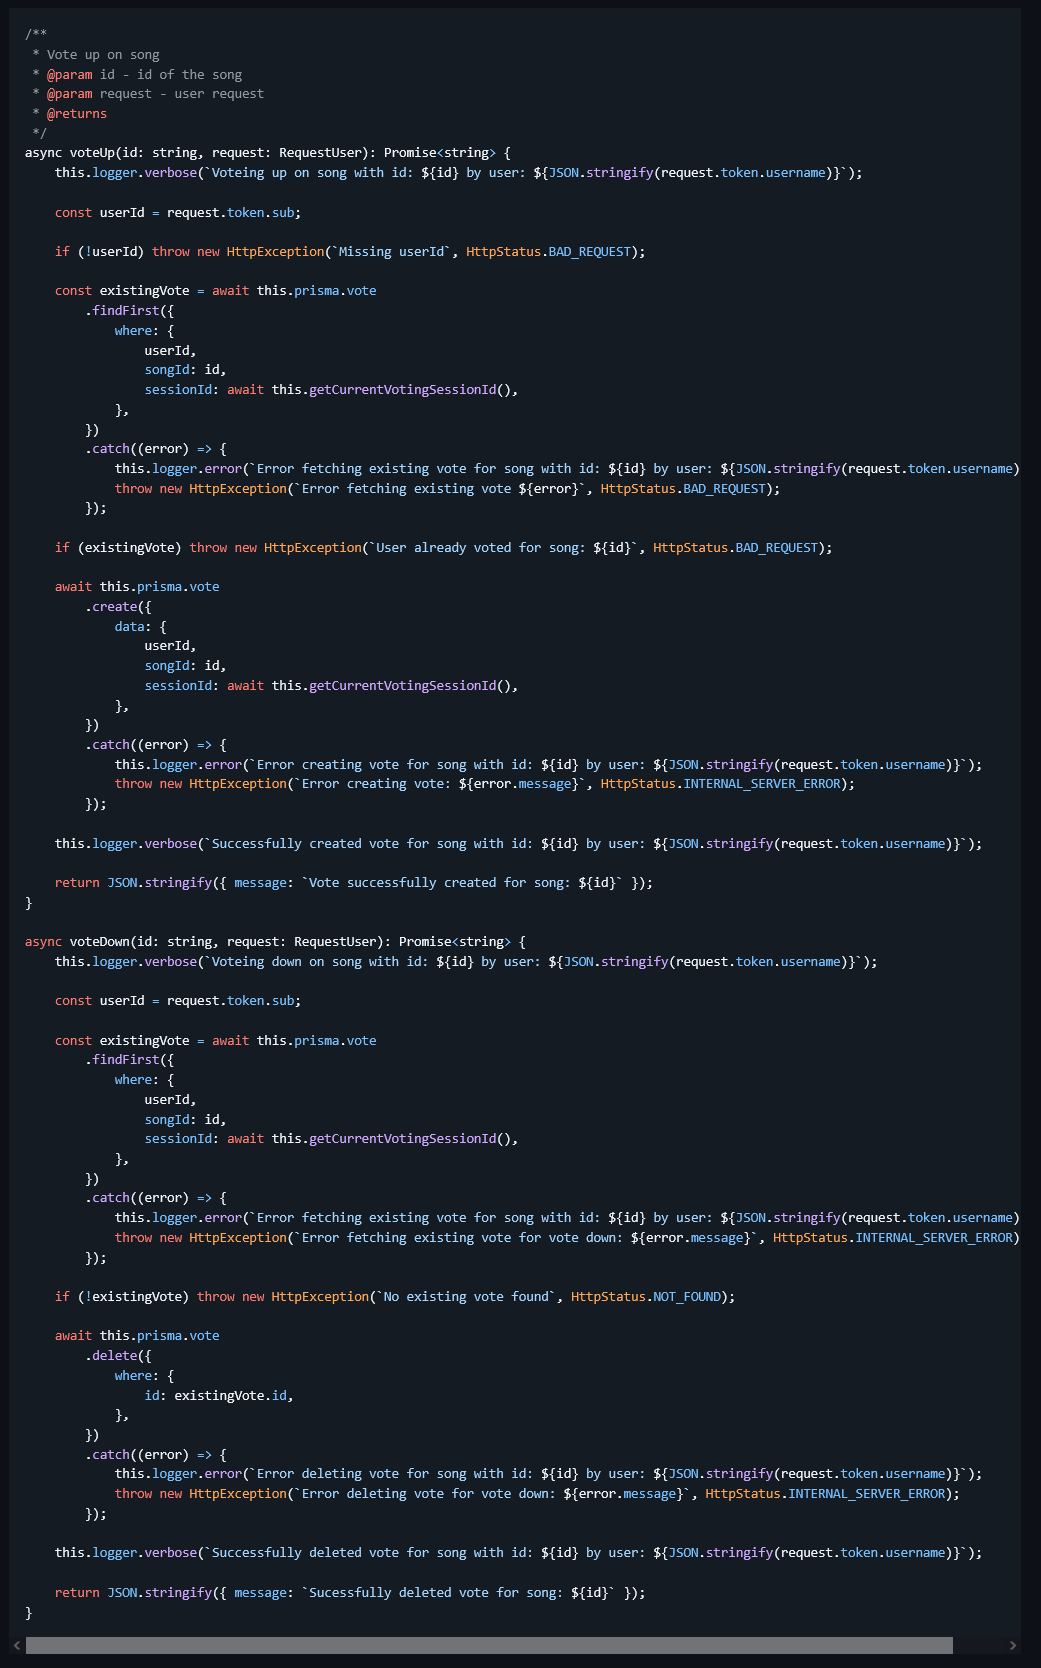 /**
 * Vote up on song
 * @param id - id of the song
 * @param request - user request
 * @returns
 */
async voteUp(id: string, request: RequestUser): Promise<string> {
    this.logger.verbose(`Voteing up on song with id: ${id} by user: ${JSON.stringify(request.token.username)}`);

    const userId = request.token.sub;

    if (!userId) throw new HttpException(`Missing userId`, HttpStatus.BAD_REQUEST);

    const existingVote = await this.prisma.vote
        .findFirst({
            where: {
                userId,
                songId: id,
                sessionId: await this.getCurrentVotingSessionId(),
            },
        })
        .catch((error) => {
            this.logger.error(`Error fetching existing vote for song with id: ${id} by user: ${JSON.stringify(request.token.username)
            throw new HttpException(`Error fetching existing vote ${error}`, HttpStatus.BAD_REQUEST);
        });

    if (existingVote) throw new HttpException(`User already voted for song: ${id}`, HttpStatus.BAD_REQUEST);

    await this.prisma.vote
        .create({
            data: {
                userId,
                songId: id,
                sessionId: await this.getCurrentVotingSessionId(),
            },
        })
        .catch((error) => {
            this.logger.error(`Error creating vote for song with id: ${id} by user: ${JSON.stringify(request.token.username)}`);
            throw new HttpException(`Error creating vote: ${error.message}`, HttpStatus.INTERNAL_SERVER_ERROR);
        });

    this.logger.verbose(`Successfully created vote for song with id: ${id} by user: ${JSON.stringify(request.token.username)}`);

    return JSON.stringify({ message: `Vote successfully created for song: ${id}` });
}

async voteDown(id: string, request: RequestUser): Promise<string> {
    this.logger.verbose(`Voteing down on song with id: ${id} by user: ${JSON.stringify(request.token.username)}`);

    const userId = request.token.sub;

    const existingVote = await this.prisma.vote
        .findFirst({
            where: {
                userId,
                songId: id,
                sessionId: await this.getCurrentVotingSessionId(),
            },
        })
        .catch((error) => {
            this.logger.error(`Error fetching existing vote for song with id: ${id} by user: ${JSON.stringify(request.token.username)
            throw new HttpException(`Error fetching existing vote for vote down: ${error.message}`, HttpStatus.INTERNAL_SERVER_ERROR)
        });

    if (!existingVote) throw new HttpException(`No existing vote found`, HttpStatus.NOT_FOUND);

    await this.prisma.vote
        .delete({
            where: {
                id: existingVote.id,
            },
        })
        .catch((error) => {
            this.logger.error(`Error deleting vote for song with id: ${id} by user: ${JSON.stringify(request.token.username)}`);
            throw new HttpException(`Error deleting vote for vote down: ${error.message}`, HttpStatus.INTERNAL_SERVER_ERROR);
        });

    this.logger.verbose(`Successfully deleted vote for song with id: ${id} by user: ${JSON.stringify(request.token.username)}`);

    return JSON.stringify({ message: `Sucessfully deleted vote for song: ${id}` });
}